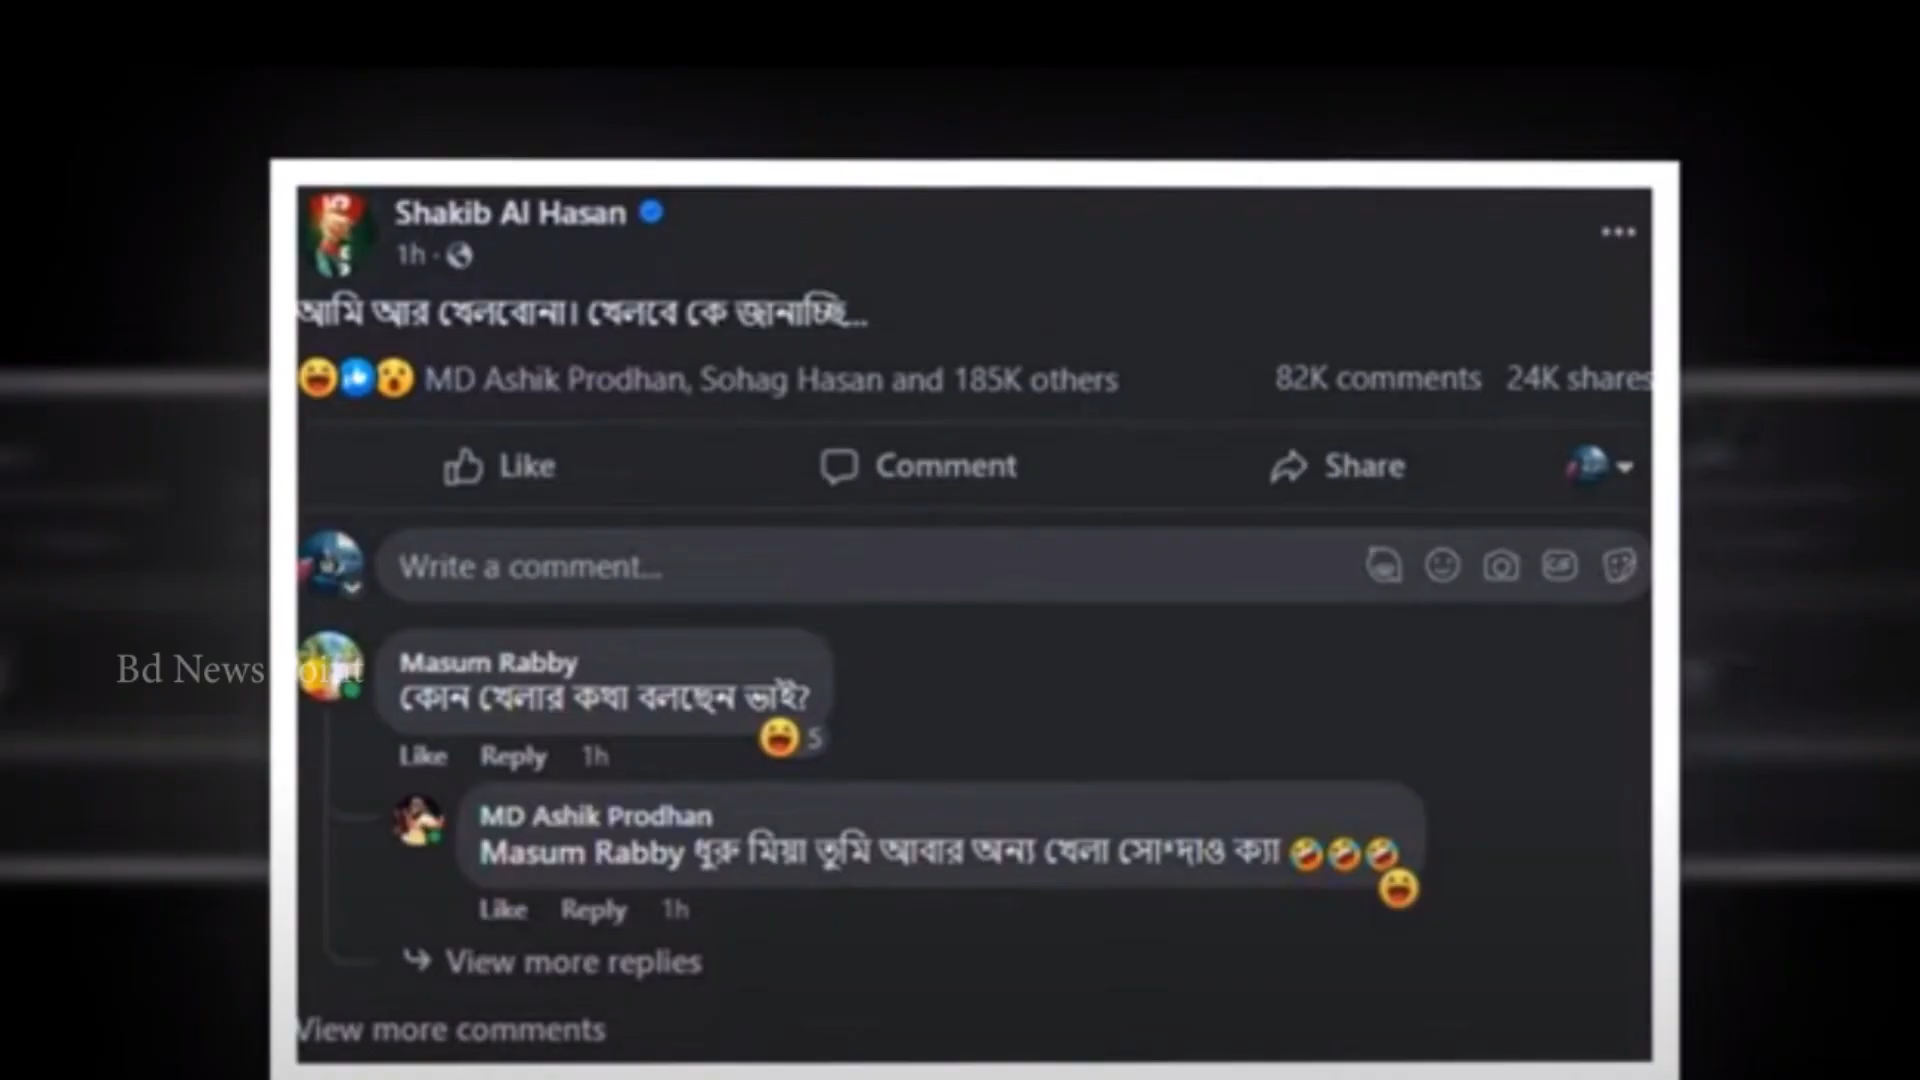 Shakib Al Hasan
1h
আমি আর খেলবোনা। খেলবে কে জানাচ্ছি...
MD Ashik Prodhan, Sohag Hasan and 185K others
82K comments 24K shares
Like Comment Share
Write a comment...
GIF
Bd News Point
Masum Rabby
কোন খেলার কথা বলছেন ভাই?
5
Like Reply 1h
MD Ashik Prodhan
Masum Rabby ধুরু মিয়া তুমি আবার অন্য খেলা সো*দাও ক্যা 🤣🤣🤣
Like Reply 1h
View more replies
View more comments